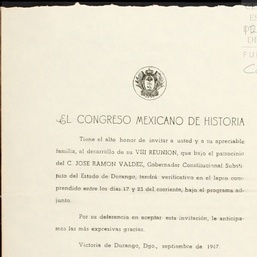 EL CONGRESO MEXICANO DE HISTORIA
Tiene el alto honor de invitar a usted y a su apreciable
familia, al desarrollo de su VIII REUNION, que bajo el patrocinio
del C. JOSE RAMON VALDEZ, Gobernador Constitucional Substi-
tuto del Estado de Durango, tendrá verificativo en el lapso com-
prendido entre los días 17 y 23 del corriente, bajo el programa ad-
junto.
Por su deferencia en aceptar esta invitación, le anticipa-
mos las más expresivas gracias.
Victoria de Durango, Dgo., septiembre de 1947.